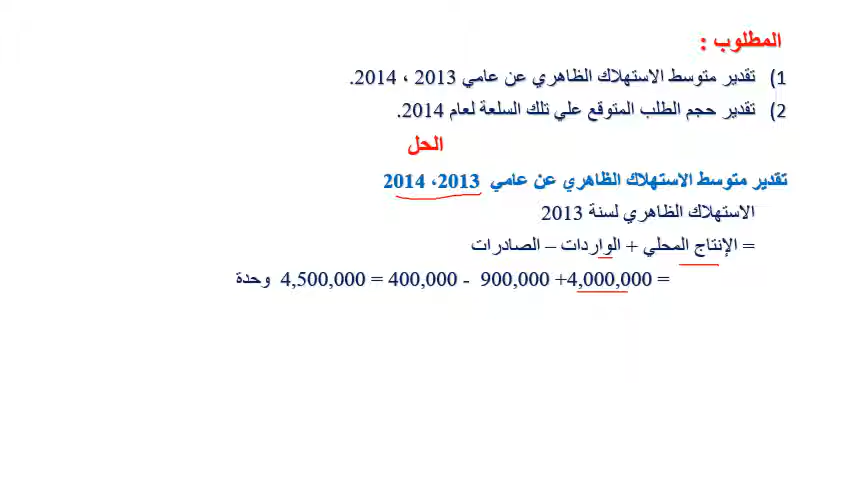 المطلوب :
1) تقدير متوسط الاستهلاك الظاهري عن عامي 2013 ، 2014.
2) تقدير حجم الطلب المتوقع علي تلك السلعة لعام 2014.
الحل
تقدير متوسط الاستهلاك الظاهري عن عامي 2013، 2014
الاستهلاك الظاهري لسنة 2013
= الإنتاج المحلي + الواردات – الصادرات
= 4,000,000+ 900,000 - 400,000 = 4,500,000 وحدة